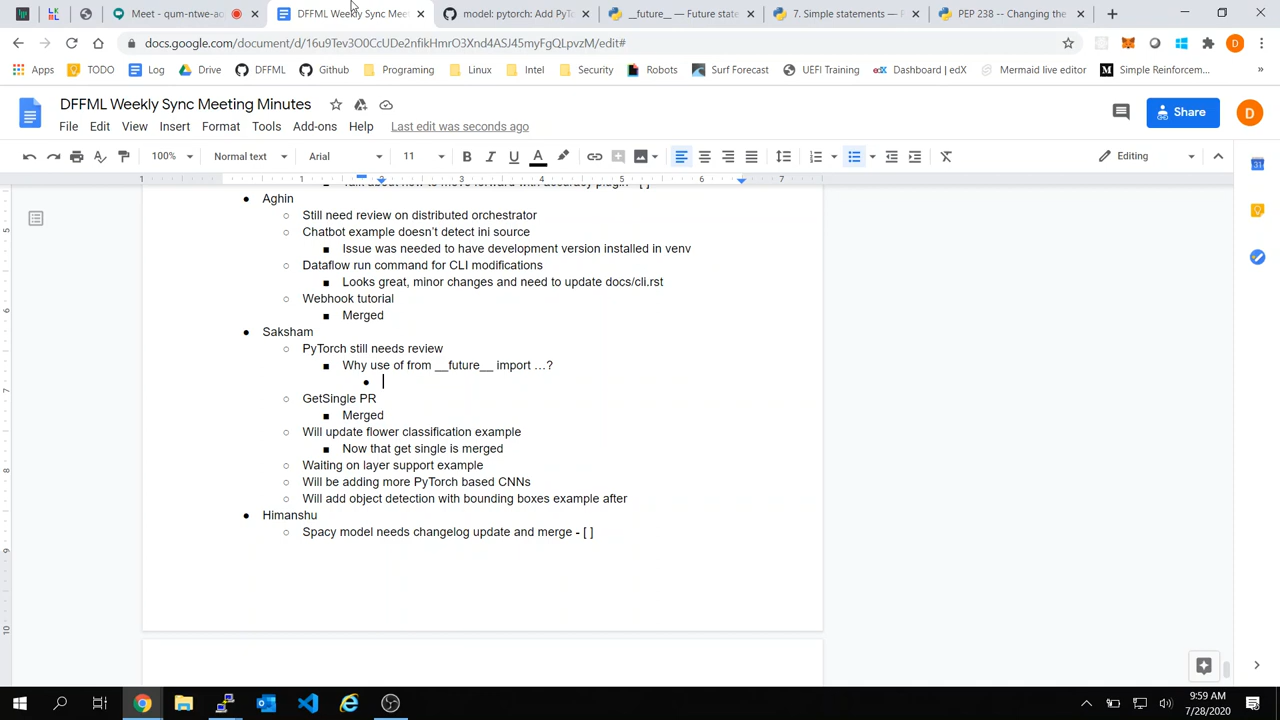 Meet - qum-ntwe-ao
DFFML Weekly Sync Mee
model: pytorch: Add PyTo
__future__ — Future state
7. Simple statements — P
PEP 238 -- Changing the
docs.google.com/document/d/16u9Tev3O0CcUDe2nfikHmrO3Xnd4ASJ45myFgQLpvzM/edit#
Apps TODO Log Drive DFFML Github Programing Linux Intel Security Robots Surf Forecast UEFI Training Dashboard | edX Mermaid live editor Simple Reinforcem...
DFFML Weekly Sync Meeting Minutes
Share
File Edit View Insert Format Tools Add-ons Help Last edit was seconds ago
100% Normal text Arial 11 Editing
Aghin
Still need review on distributed orchestrator
Chatbot example doesn't detect ini source
Issue was needed to have development version installed in venv
Dataflow run command for CLI modifications
Looks great, minor changes and need to update docs/cli.rst
Webhook tutorial
Merged
Saksham
PyTorch still needs review
Why use of from __future__ import …?
GetSingle PR
Merged
Will update flower classification example
Now that get single is merged
Waiting on layer support example
Will be adding more PyTorch based CNNs
Will add object detection with bounding boxes example after
Himanshu
Spacy model needs changelog update and merge - [ ]
9:59 AM
7/28/2020